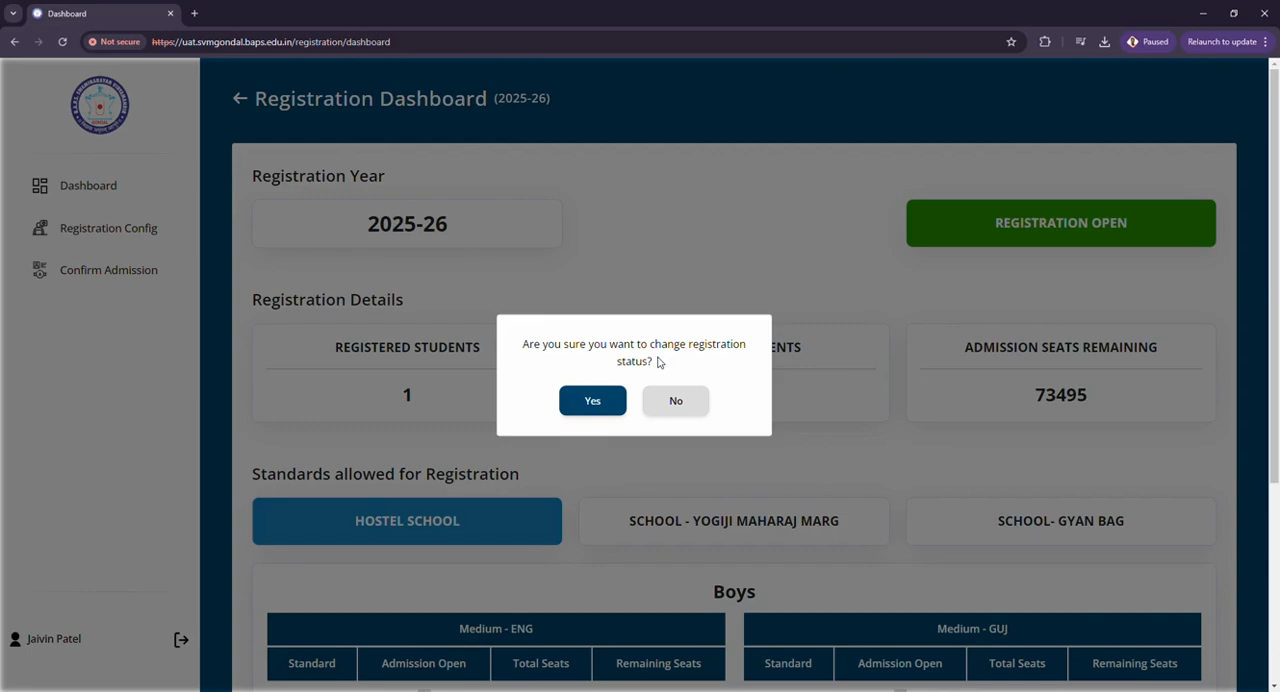 Dashboard
Not secure
https://uat.svmgondal.baps.edu.in/registration/dashboard
Paused
Relaunch to update
Registration Dashboard (2025-26)
Dashboard
Registration Config
Confirm Admission
Registration Year
2025-26
REGISTRATION OPEN
Registration Details
REGISTERED STUDENTS
ENTS
ADMISSION SEATS REMAINING
1
73495
Are you sure you want to change registration
status?
Yes
No
Standards allowed for Registration
HOSTEL SCHOOL
SCHOOL - YOGIJI MAHARAJ MARG
SCHOOL- GYAN BAG
Boys
Medium - ENG
Medium - GUJ
Standard
Admission Open
Total Seats
Remaining Seats
Standard
Admission Open
Total Seats
Remaining Seats
Jaivin Patel